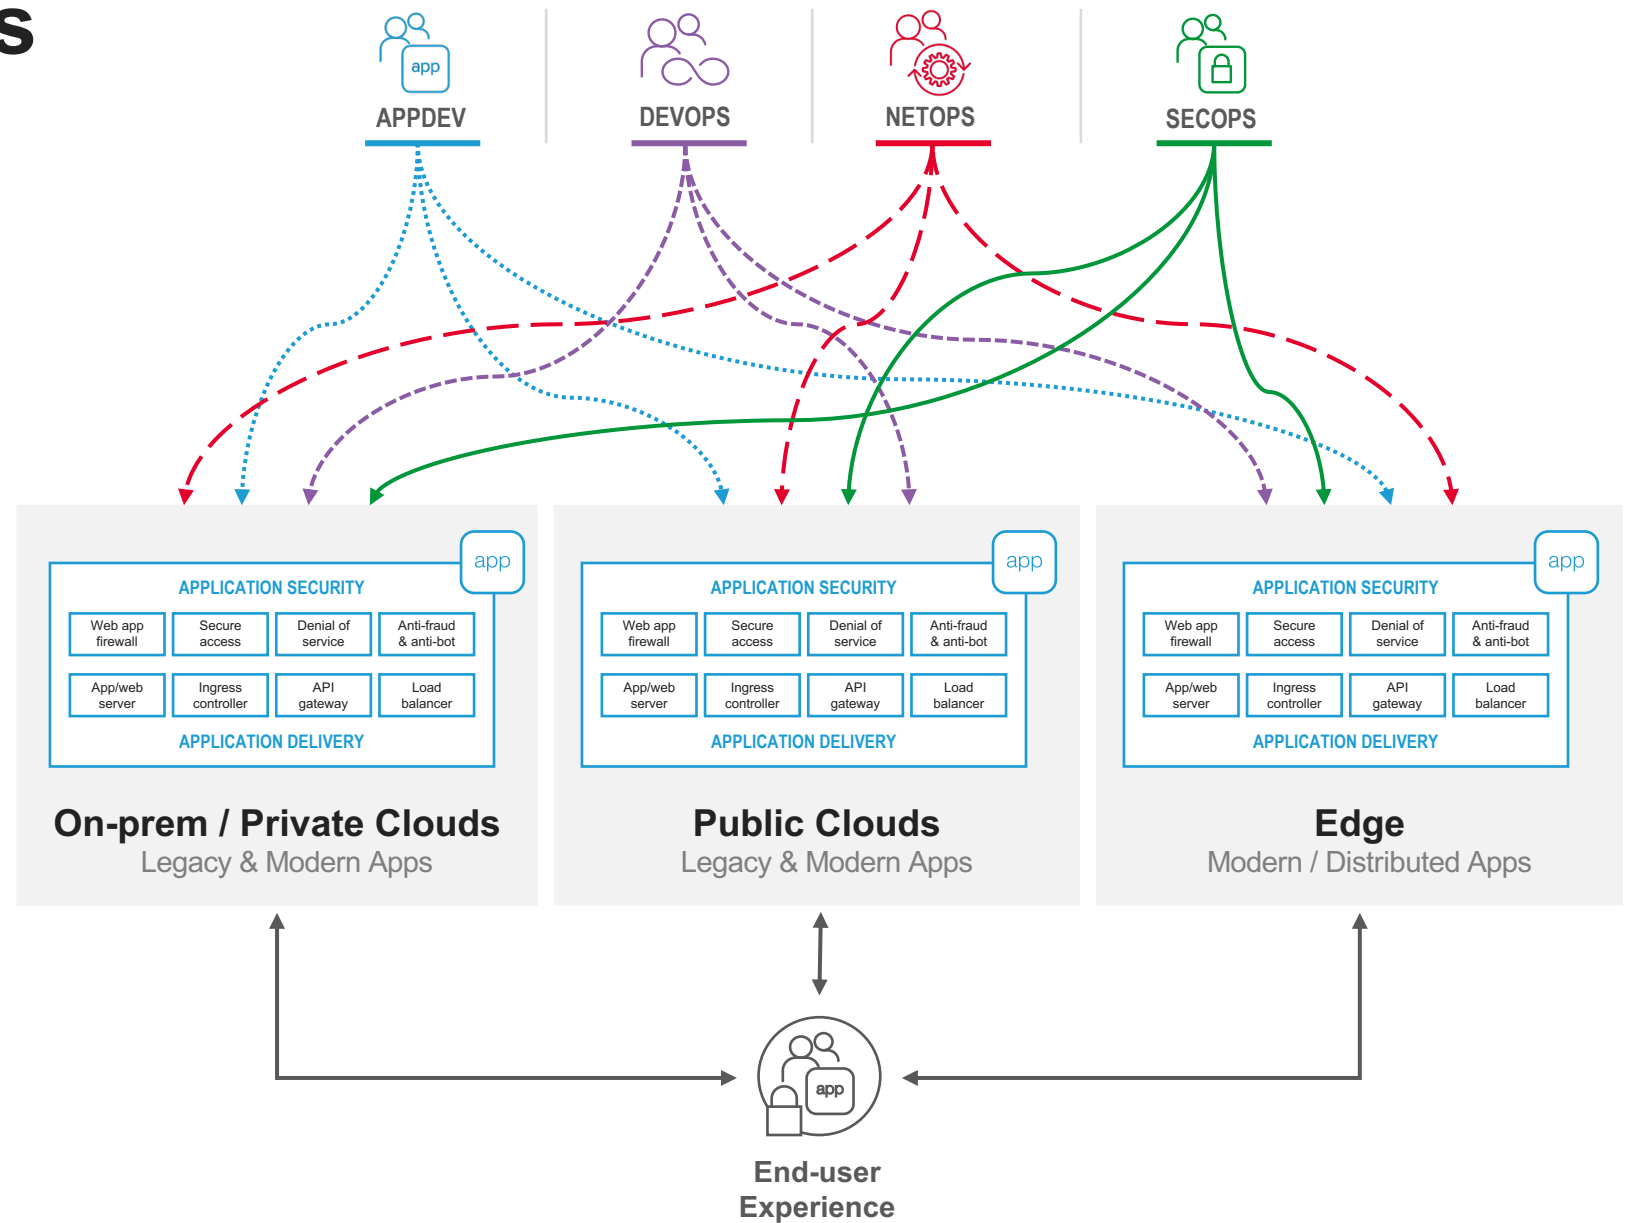 s
app
APPDEV
DEVOPS
NETOPS
SECOPS
app
APPLICATION SECURITY
Web app
firewall
Secure
access
Denial of
service
Anti-fraud
& anti-bot
App/web
server
Ingress
controller
API
gateway
Load
balancer
APPLICATION DELIVERY
On-prem / Private Clouds
Legacy & Modern Apps
app
APPLICATION SECURITY
Web app
firewall
Secure
access
Denial of
service
Anti-fraud
& anti-bot
App/web
server
Ingress
controller
API
gateway
Load
balancer
APPLICATION DELIVERY
Public Clouds
Legacy & Modern Apps
app
APPLICATION SECURITY
Web app
firewall
Secure
access
Denial of
service
Anti-fraud
& anti-bot
App/web
server
Ingress
controller
API
gateway
Load
balancer
APPLICATION DELIVERY
Edge
Modern / Distributed Apps
app
End-user
Experience